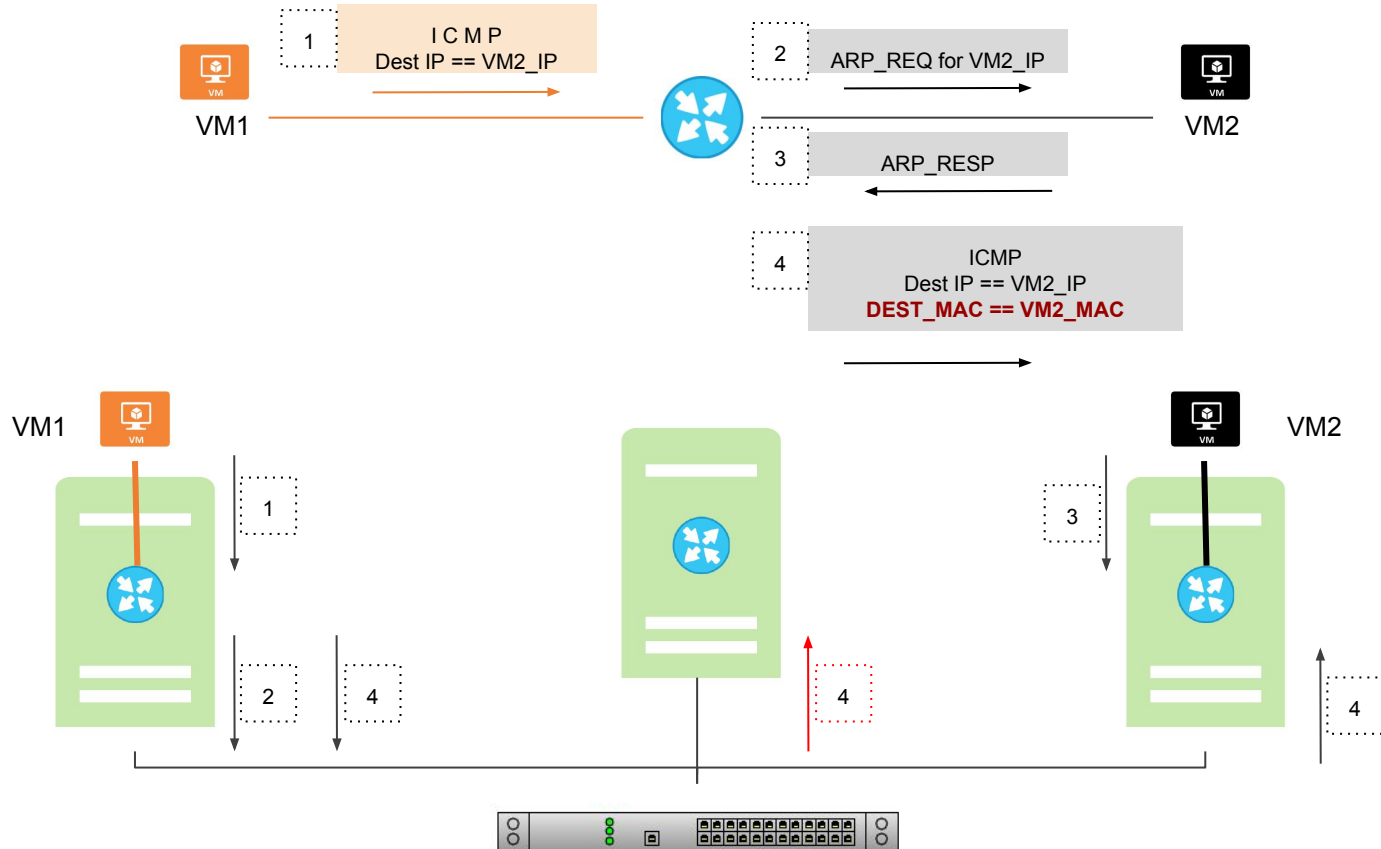 1
I C M P
Dest IP == VM2_IP
2
ARP_REQ for VM2_IP
VM
VM1
VM
VM2
3
ARP_RESP
4
ICMP
Dest IP == VM2_IP
DEST_MAC == VM2_MAC
VM1
VM
VM
VM2
1
3
2
4
4
4